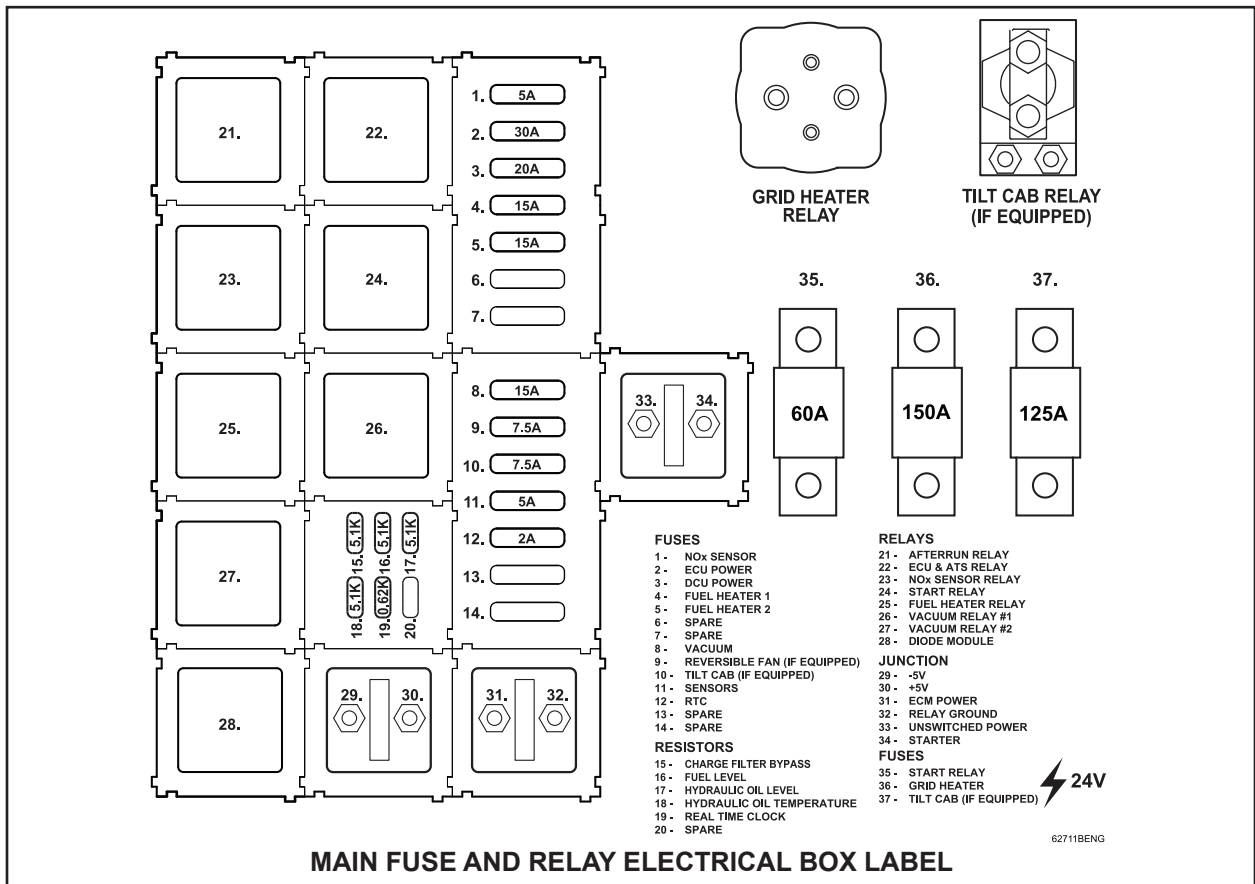 21.
22.
1. 5A
2. 30A
3. 20A
4. 15A
5. 15A
6.
7.
23.
24.
25.
26.
8. 15A
9. 7.5A
10. 7.5A
11. 5A
12. 2A
13.
14.
33.
34.
27.
15. 5,1K
16. 5,1K
17. 5,1K
18. 5,1K
19. 0,62K
20.
28.
29.
30.
31.
32.
GRID HEATER
RELAY
TILT CAB RELAY
(IF EQUIPPED)
35.
36.
37.
60A
150A
125A
FUSES
1 - NOx SENSOR
2 - ECU POWER
3 - DCU POWER
4 - FUEL HEATER 1
5 - FUEL HEATER 2
6 - SPARE
7 - SPARE
8 - VACUUM
9 - REVERSIBLE FAN (IF EQUIPPED)
10 - TILT CAB (IF EQUIPPED)
11 - SENSORS
12 - RTC
13 - SPARE
14 - SPARE
RESISTORS
15 - CHARGE FILTER BYPASS
16 - FUEL LEVEL
17 - HYDRAULIC OIL LEVEL
18 - HYDRAULIC OIL TEMPERATURE
19 - REAL TIME CLOCK
20 - SPARE
RELAYS
21 - AFTERRUN RELAY
22 - ECU & ATS RELAY
23 - NOx SENSOR RELAY
24 - START RELAY
25 - FUEL HEATER RELAY
26 - VACUUM RELAY #1
27 - VACUUM RELAY #2
28 - DIODE MODULE
JUNCTION
29 - -5V
30 - +5V
31 - ECM POWER
32 - RELAY GROUND
33 - UNSWITCHED POWER
34 - STARTER
FUSES
35 - START RELAY
36 - GRID HEATER
37 - TILT CAB (IF EQUIPPED)
24V
62711BENG
MAIN FUSE AND RELAY ELECTRICAL BOX LABEL